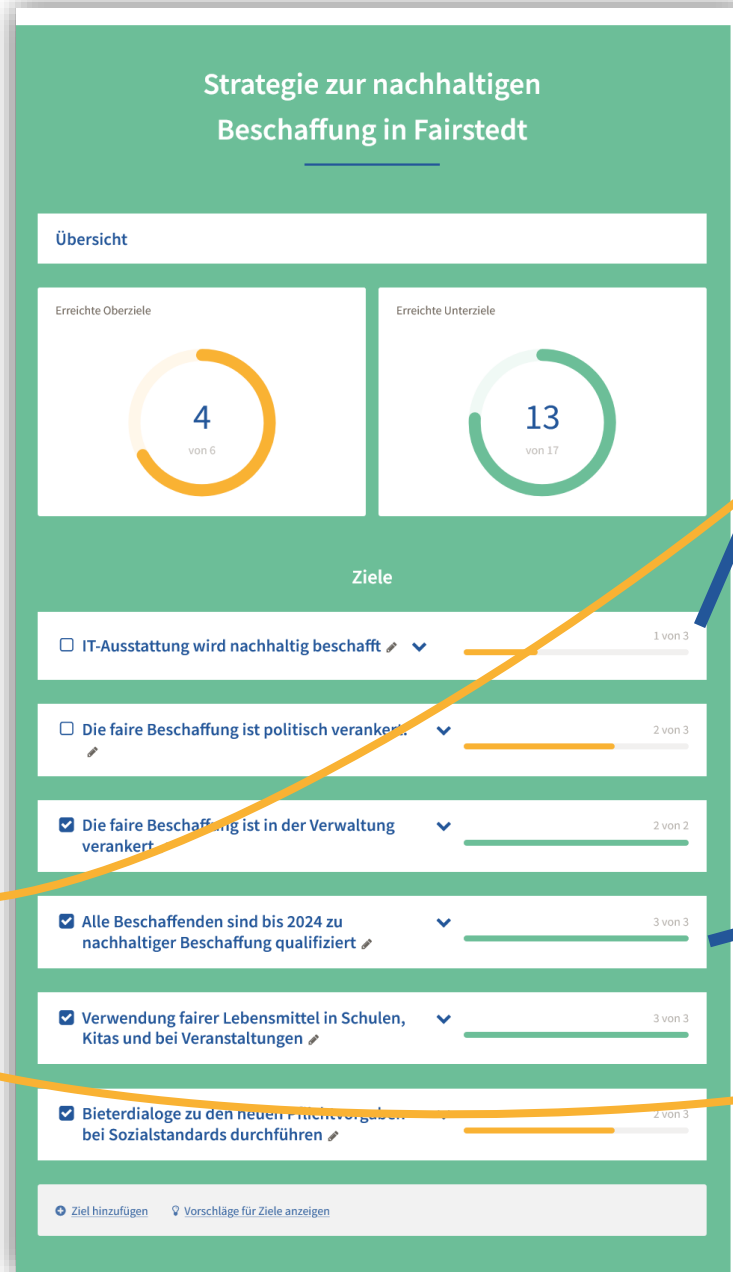 Strategie zur nachhaltigen
Beschaffung in Fairstedt
Übersicht
Erreichte Oberziele
4
von 6
Erreichte Unterziele
13
von 17
Ziele
IT-Ausstattung wird nachhaltig beschafft
1 von 3
Die faire Beschaffung ist politisch verankert.
2 von 3
Die faire Beschaffung ist in der Verwaltung
verankert
2 von 2
Alle Beschaffenden sind bis 2024 zu
nachhaltiger Beschaffung qualifiziert
3 von 3
Verwendung fairer Lebensmittel in Schulen,
Kitas und bei Veranstaltungen
3 von 3
Bieterdialoge zu den neuen Pflichtvorgaben
bei Sozialstandards durchführen
2 von 3
Ziel hinzufügen
Vorschläge für Ziele anzeigen